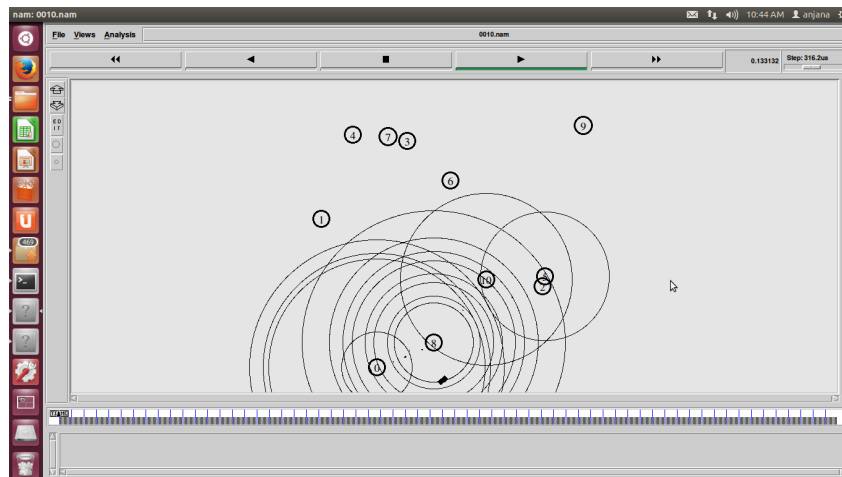 nam: 0010.nam
10:44 AM anjana
File Views Analysis 0010.nam
0.133132 Step: 316.2us
E D
I T
4 7 3 9
6
1
10
2
8
0
469